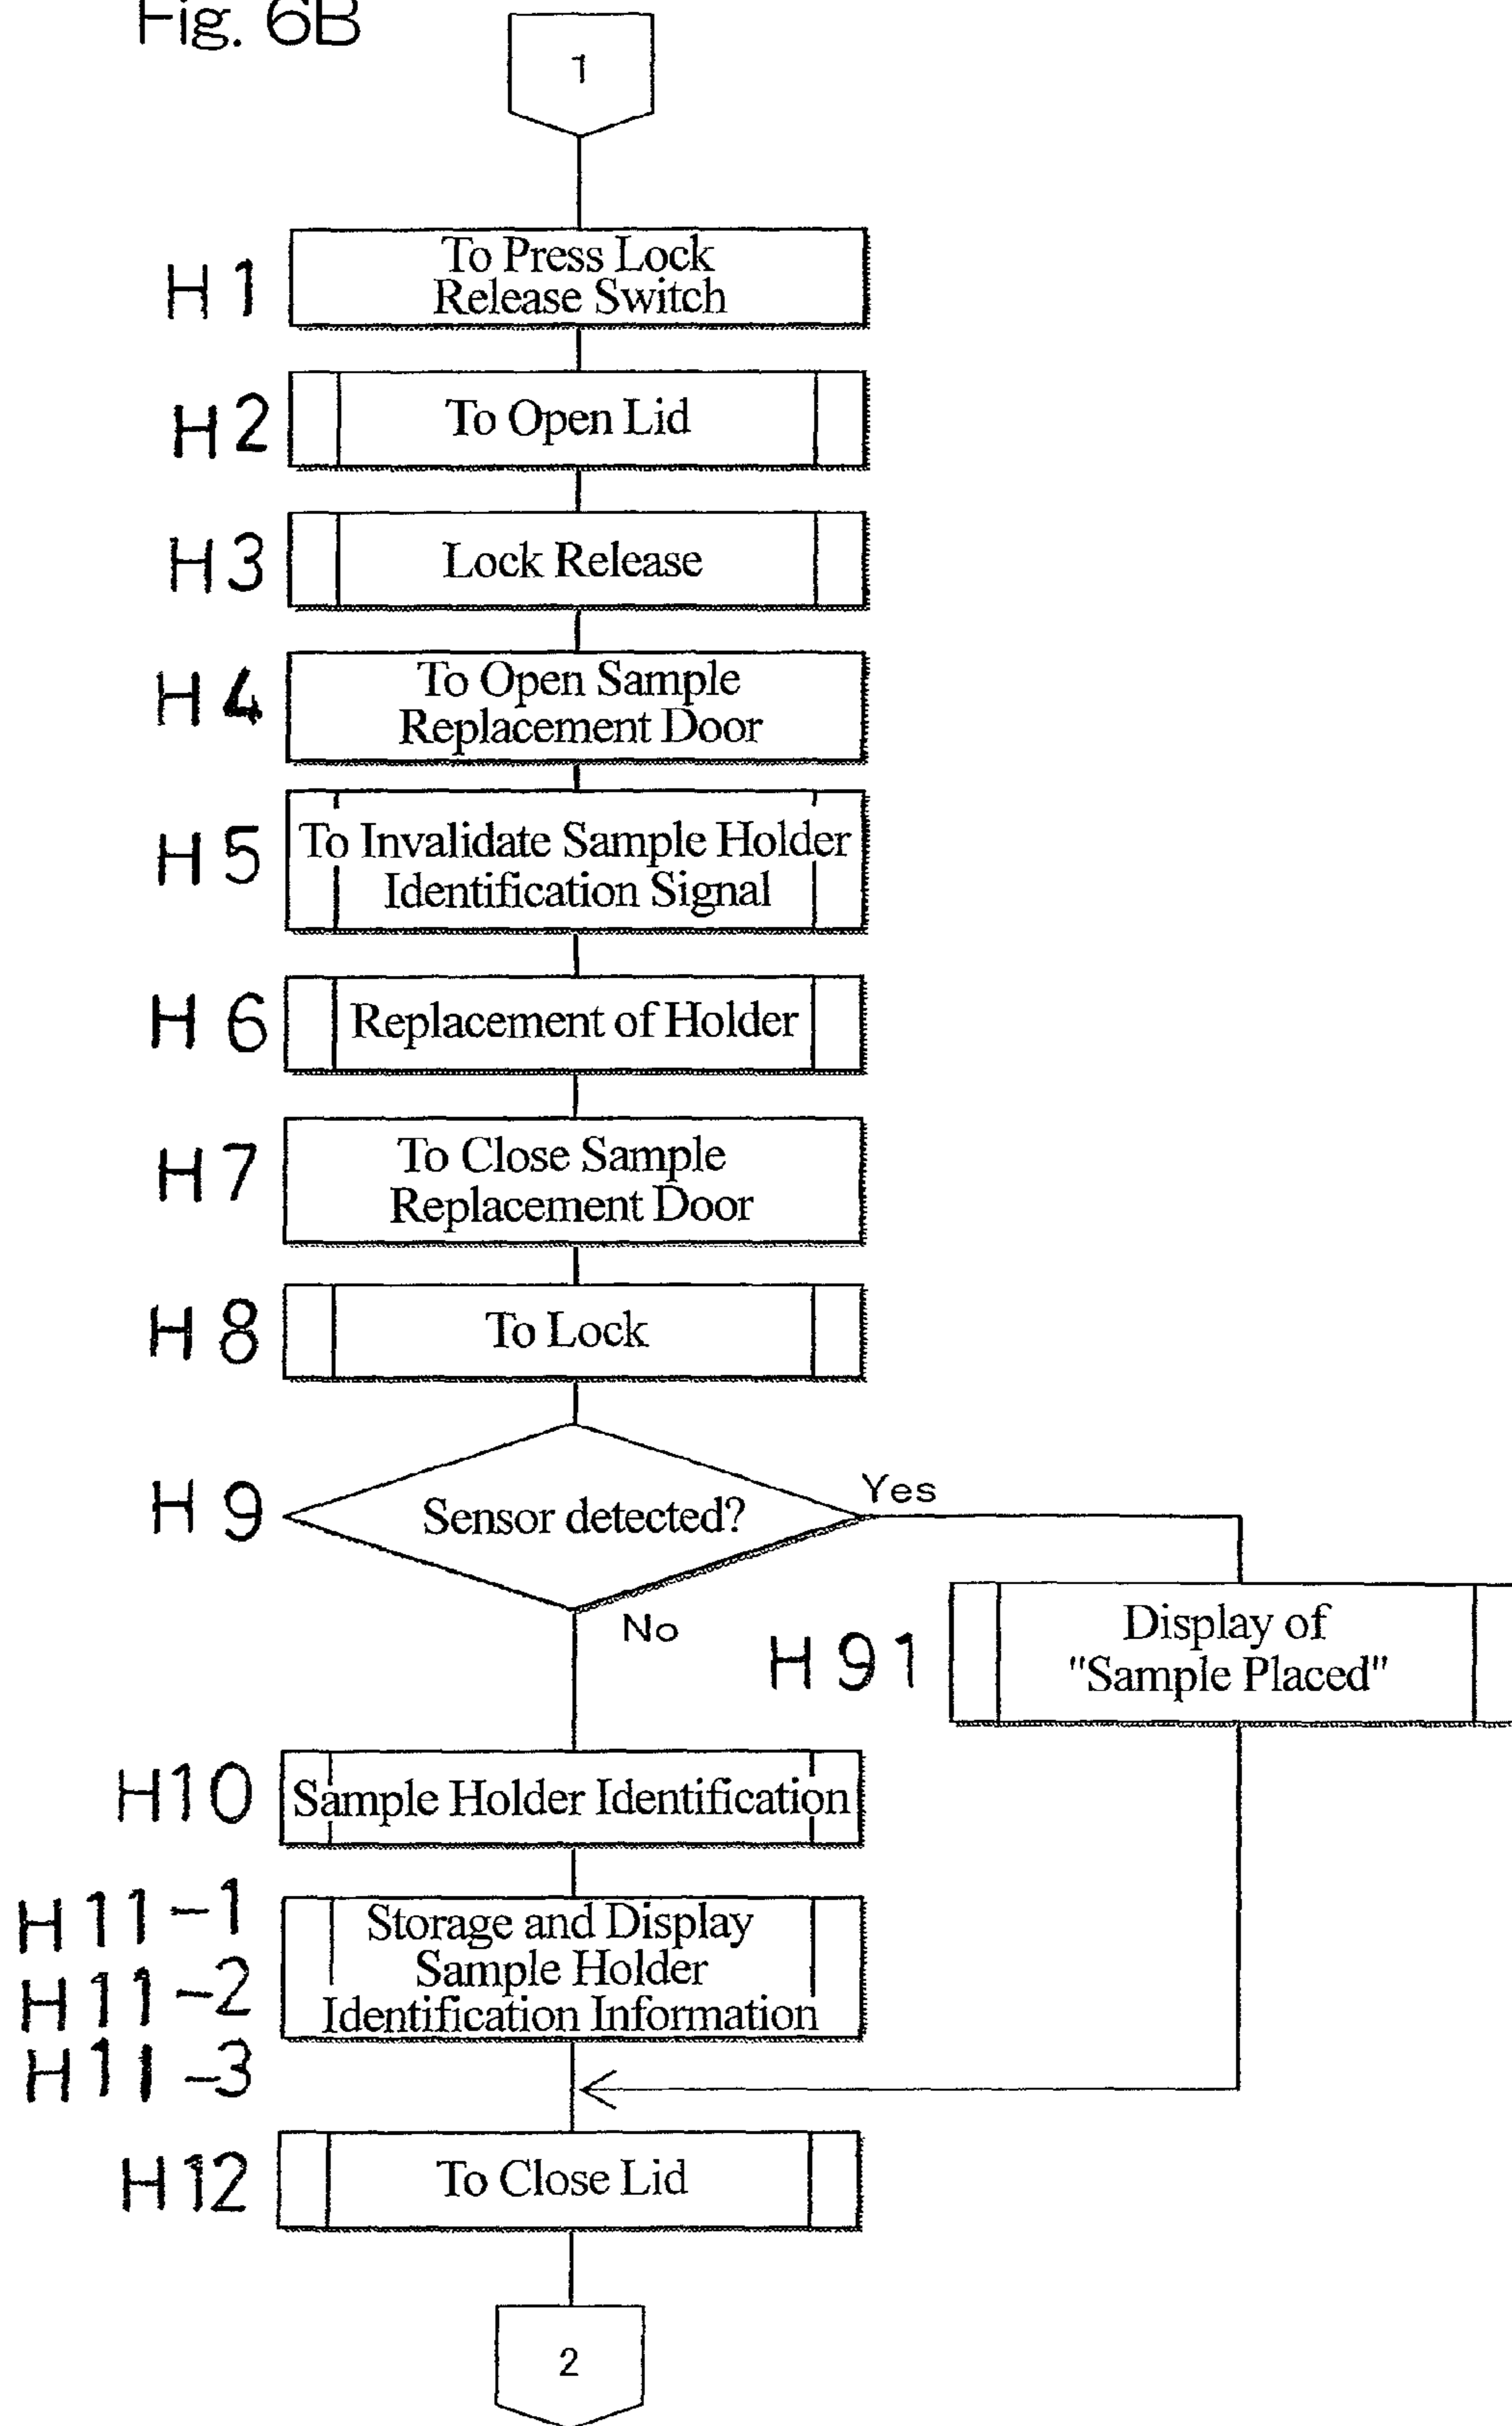 Fig. 6B
1
H1
To Press Lock
Release Switch
H2
To Open Lid
H3
Lock Release
H4
To Open Sample
Replacement Door
H5
To Invalidate Sample Holder
Identification Signal
H6
Replacement of Holder
H7
To Close Sample
Replacement Door
H8
To Lock
H9
Sensor detected?
Yes
No
H91
Display of
"Sample Placed"
H10
Sample Holder Identification
H11-1
H11-2
H11-3
Storage and Display
Sample Holder
Identification Information
H12
To Close Lid
2